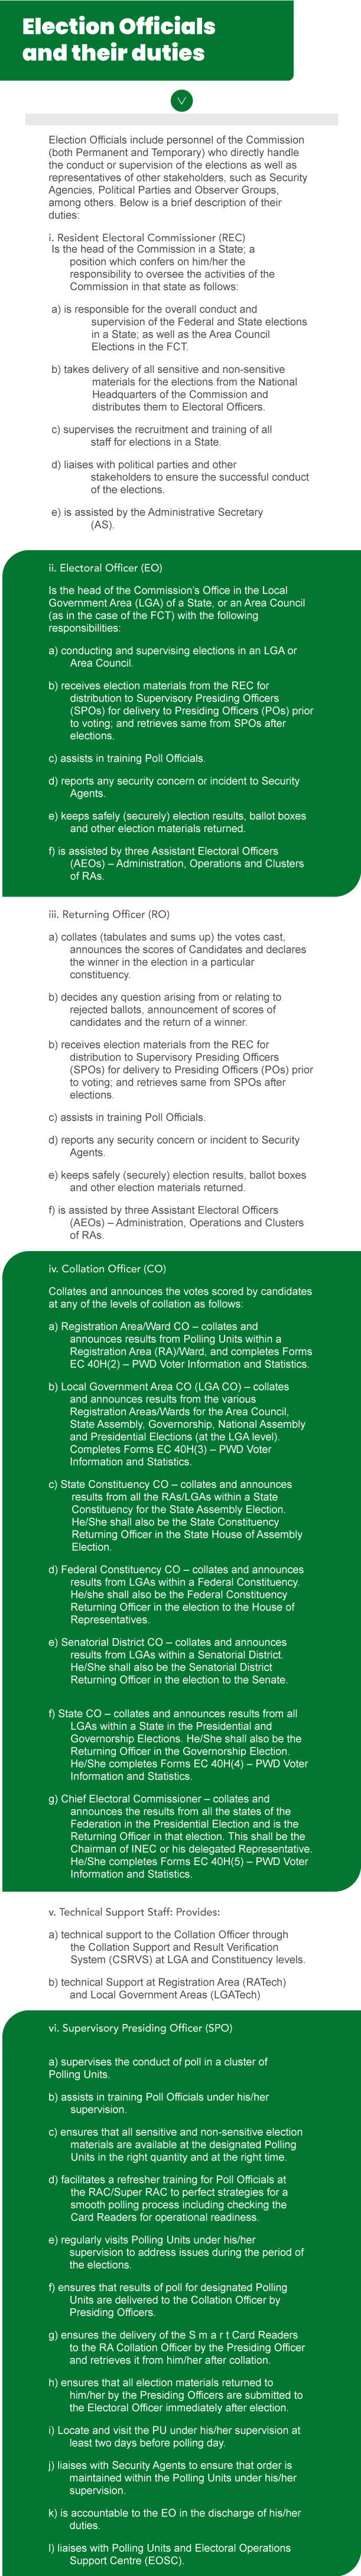 Election Officials
and their duties
V
Election Officials include personnel of the Commission
(both Permanent and Temporary) who directly handle
the conduct or supervision of the elections as well as
representatives of other stakeholders, such as Security
Agencies, Political Parties and Observer Groups,
among others. Below is a brief description of their
duties:
i. Resident Electoral Commissioner (REC)
Is the head of the Commission in a State; a
position which confers on him/her the
responsibility to oversee the activities of the
Commission in that state as follows:
a) is responsible for the overall conduct and
supervision of the Federal and State elections
in a State; as well as the Area Council
Elections in the FCT.
b) takes delivery of all sensitive and non-sensitive
materials for the elections from the National
Headquarters of the Commission and
distributes them to Electoral Officers.
c) supervises the recruitment and training of all
staff for elections in a State.
d) liaises with political parties and other
stakeholders to ensure the successful conduct
of the elections.
e) is assisted by the Administrative Secretary
(AS).
ii. Electoral Officer (EO)
Is the head of the Commission's Office in the Local
Government Area (LGA) of a State, or an Area Council
(as in the case of the FCT) with the following
responsibilities:
a) conducting and supervising elections in an LGA or
Area Council.
b) receives election materials from the REC for
distribution to Supervisory Presiding Officers
(SPOs) for delivery to Presiding Officers (POs) prior
to voting; and retrieves same from SPOs after
elections.
c) assists in training Poll Officials.
d) reports any security concern or incident to Security
Agents.
e) keeps safely (securely) election results, ballot boxes
and other election materials returned.
f) is assisted by three Assistant Electoral Officers
(AEOs) – Administration, Operations and Clusters
of RAs.
iii. Returning Officer (RO)
a) collates (tabulates and sums up) the votes cast,
announces the scores of Candidates and declares
the winner in the election in a particular
constituency.
b) decides any question arising from or relating to
rejected ballots, announcement of scores of
candidates and the return of a winner.
b) receives election materials from the REC for
distribution to Supervisory Presiding Officers
(SPOs) for delivery to Presiding Officers (POs) prior
to voting; and retrieves same from SPOs after
elections.
c) assists in training Poll Officials.
d) reports any security concern or incident to Security
Agents.
e) keeps safely (securely) election results, ballot boxes
and other election materials returned.
f) is assisted by three Assistant Electoral Officers
(AEOs) – Administration, Operations and Clusters
of RAs.
iv. Collation Officer (CO)
Collates and announces the votes scored by candidates
at any of the levels of collation as follows:
a) Registration Area/Ward CO – collates and
announces results from Polling Units within a
Registration Area (RA)/Ward, and completes Forms
EC 40H(2) – PWD Voter Information and Statistics.
b) Local Government Area CO (LGA CO) – collates
and announces results from the various
Registration Areas/Wards for the Area Council,
State Assembly, Governorship, National Assembly
and Presidential Elections (at the LGA level).
Completes Forms EC 40H(3) – PWD Voter
Information and Statistics.
c) State Constituency CO – collates and announces
results from all the RAs/LGAs within a State
Constituency for the State Assembly Election.
He/She shall also be the State Constituency
Returning Officer in the State House of Assembly
Election.
d) Federal Constituency CO – collates and announces
results from LGAs within a Federal Constituency.
He/she shall also be the Federal Constituency
Returning Officer in the election to the House of
Representatives.
e) Senatorial District CO – collates and announces
results from LGAs within a Senatorial District.
He/She shall also be the Senatorial District
Returning Officer in the election to the Senate.
f) State CO – collates and announces results from all
LGAs within a State in the Presidential and
Governorship Elections. He/She shall also be the
Returning Officer in the Governorship Election.
He/She completes Forms EC 40H(4) – PWD Voter
Information and Statistics.
g) Chief Electoral Commissioner – collates and
announces the results from all the states of the
Federation in the Presidential Election and is the
Returning Officer in that election. This shall be the
Chairman of INEC or his delegated Representative.
He/She completes Forms EC 40H(5) – PWD Voter
Information and Statistics.
v. Technical Support Staff: Provides:
a) technical support to the Collation Officer through
the Collation Support and Result Verification
System (CSRVS) at LGA and Constituency levels.
b) technical Support at Registration Area (RATech)
and Local Government Areas (LGATech)
vi. Supervisory Presiding Officer (SPO)
a) supervises the conduct of poll in a cluster of
Polling Units.
b) assists in training Poll Officials under his/her
supervision.
c) ensures that all sensitive and non-sensitive election
materials are available at the designated Polling
Units in the right quantity and at the right time.
d) facilitates a refresher training for Poll Officials at
the RAC/Super RAC to perfect strategies for a
smooth polling process including checking the
Card Readers for operational readiness.
e) regularly visits Polling Units under his/her
supervision to address issues during the period of
the elections.
f) ensures that results of poll for designated Polling
Units are delivered to the Collation Officer by
Presiding Officers.
g) ensures the delivery of the S m a r t Card Readers
to the RA Collation Officer by the Presiding Officer
and retrieves it from him/her after collation.
h) ensures that all election materials returned to
him/her by the Presiding Officers are submitted to
the Electoral Officer immediately after election.
i) Locate and visit the PU under his/her supervision at
least two days before polling day.
j) liaises with Security Agents to ensure that order is
maintained within the Polling Units under his/her
supervision.
k) is accountable to the EO in the discharge of his/her
duties.
l) liaises with Polling Units and Electoral Operations
Support Centre (EOSC).